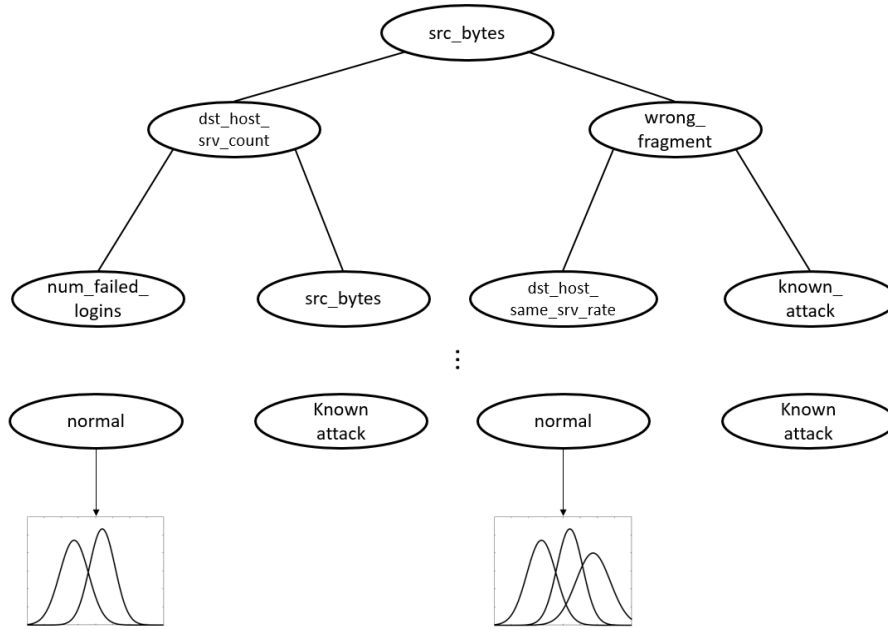 src_bytes
dst_host_
srv_count
wrong_
fragment
num_failed_
logins
src_bytes
dst_host_
same_srv_rate
known_
attack
⋮
normal
Known
attack
normal
Known
attack